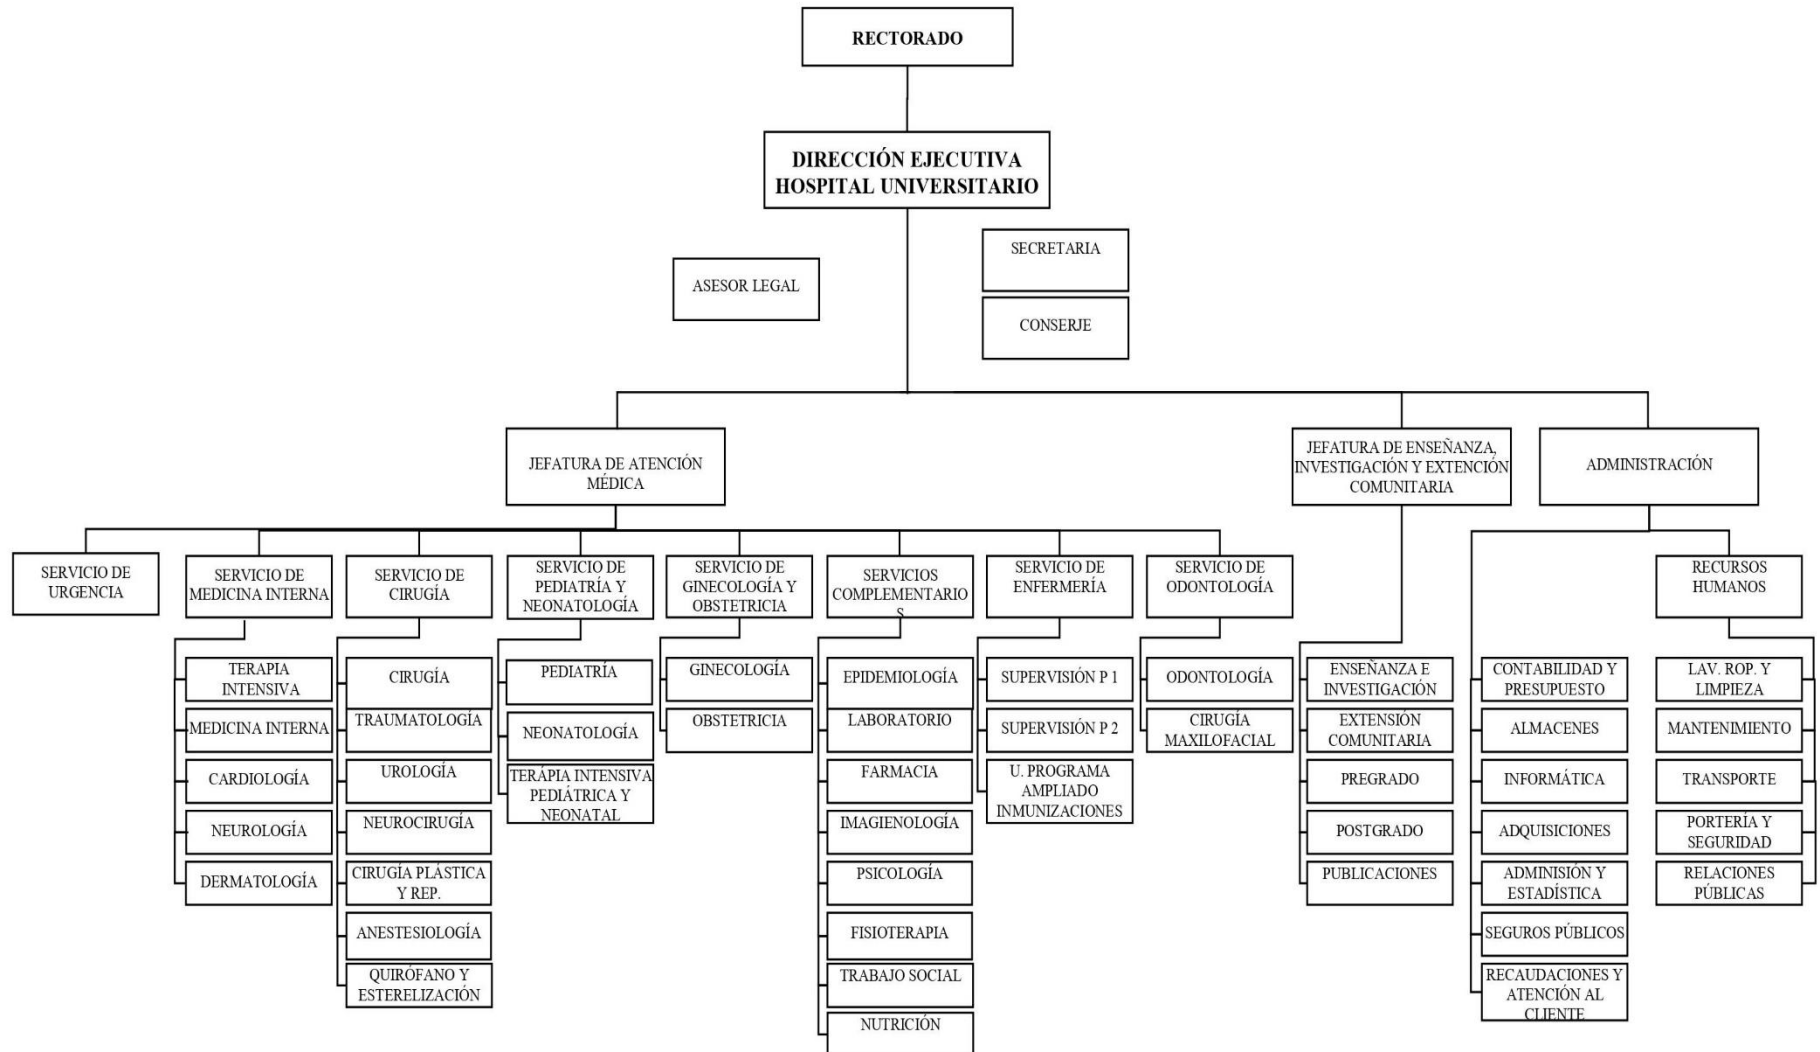 RECTORADO
DIRECCIÓN EJECUTIVA
HOSPITAL UNIVERSITARIO
ASESOR LEGAL
SECRETARIA
CONSERJE
JEFATURA DE ATENCIÓN
MÉDICA
JEFATURA DE ENSEÑANZA,
INVESTIGACIÓN Y EXTENCIÓN
COMUNITARIA
ADMINISTRACIÓN
SERVICIO DE
URGENCIA
SERVICIO DE
MEDICINA INTERNA
SERVICIO DE
CIRUGÍA
SERVICIO DE
PEDIATRÍA Y
NEONATOLOGÍA
SERVICIO DE
GINECOLOGÍA Y
OBSTETRICIA
SERVICIOS
COMPLEMENTARIO
S
SERVICIO DE
ENFERMERÍA
SERVICIO DE
ODONTOLOGÍA
RECURSOS
HUMANOS
TERAPIA
INTENSIVA
MEDICINA INTERNA
CARDIOLOGÍA
NEUROLOGÍA
DERMATOLOGÍA
CIRUGÍA
TRAUMATOLOGÍA
UROLOGÍA
NEUROCIRUGÍA
CIRUGÍA PLÁSTICA
Y REP.
ANESTESIOLOGÍA
QUIRÓFANO Y
ESTERELIZACIÓN
PEDIATRÍA
NEONATOLOGÍA
TERÁPIA INTENSIVA
PEDIÁTRICA Y
NEONATAL
GINECOLOGÍA
OBSTETRICIA
EPIDEMIOLOGÍA
LABORATORIO
FARMACIA
IMAGIENOLOGÍA
PSICOLOGÍA
FISIOTERAPIA
TRABAJO SOCIAL
NUTRICIÓN
SUPERVISIÓN P 1
SUPERVISIÓN P 2
U. PROGRAMA
AMPLIADO
INMUNIZACIONES
ODONTOLOGÍA
CIRUGÍA
MAXILOFACIAL
ENSEÑANZA E
INVESTIGACIÓN
EXTENSIÓN
COMUNITARIA
PREGRADO
POSTGRADO
PUBLICACIONES
CONTABILIDAD Y
PRESUPUESTO
ALMACENES
INFORMÁTICA
ADQUISICIONES
ADMINISIÓN Y
ESTADÍSTICA
SEGUROS PÚBLICOS
RECAUDACIONES Y
ATENCIÓN AL
CLIENTE
LAV. ROP. Y
LIMPIEZA
MANTENIMIENTO
TRANSPORTE
PORTERÍA Y
SEGURIDAD
RELACIONES
PÚBLICAS